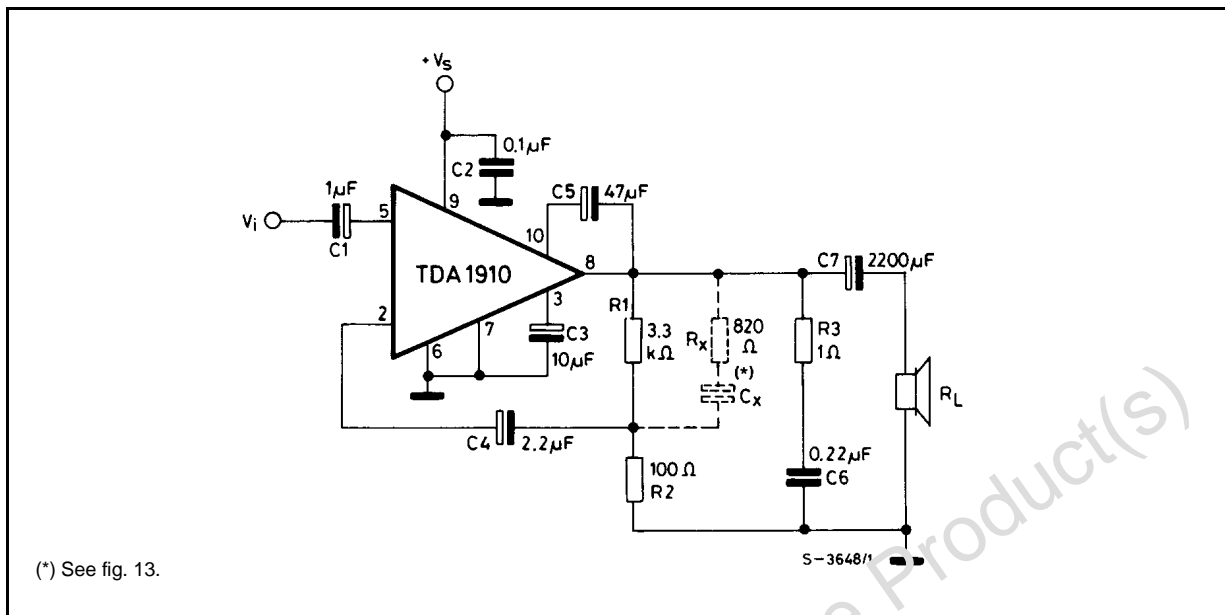 +Vs
0.1µF
C2
1µF
C5 47µF
Vi
C1
5
9
10
TDA1910
8
C7 2200µF
2
3
7
6
C3
10µF
R1
3.3
kΩ
Rx
820
Ω
(*)
Cx
R3
1Ω
RL
C4
2.2µF
100Ω
R2
0.22µF
C6
S-3648/1
(*) See fig. 13.
e Product(s)